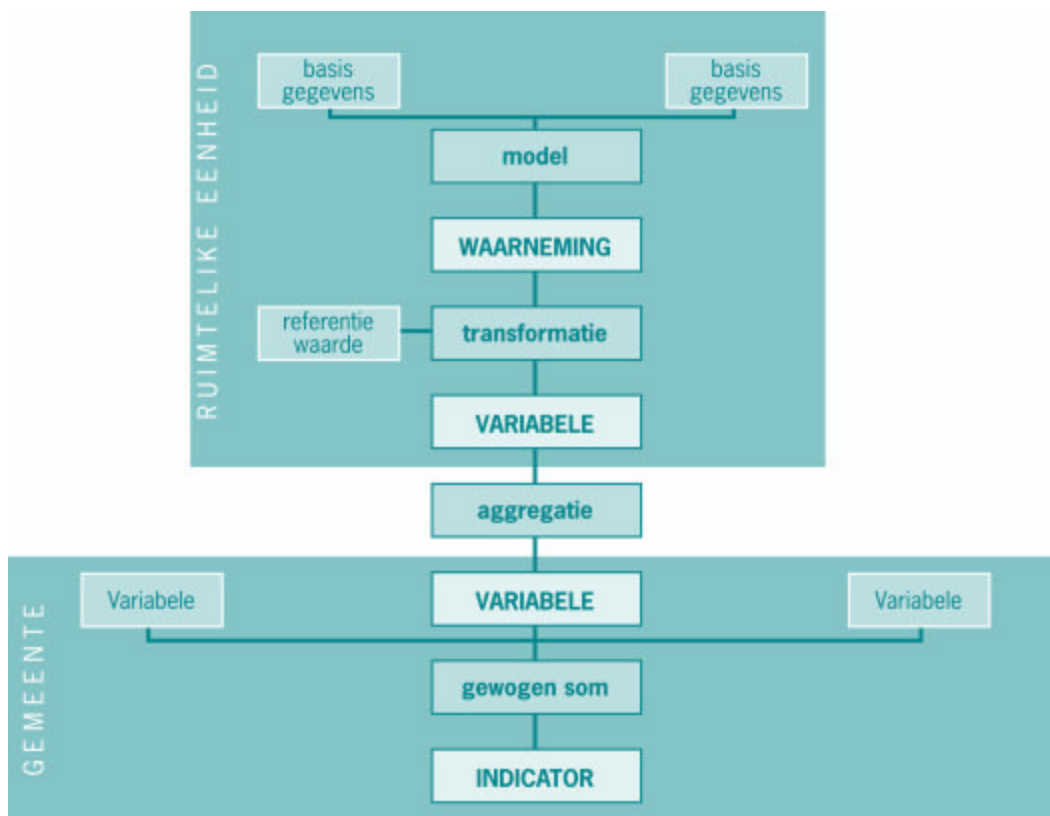 RUIMTELIKE EENHEID
basis
gegevens
basis
gegevens
model
WAARNEMING
referentie
waarde
transformatie
VARIABELE
aggregatie
GEMEENTE
Variabele
VARIABELE
Variabele
gewogen som
INDICATOR